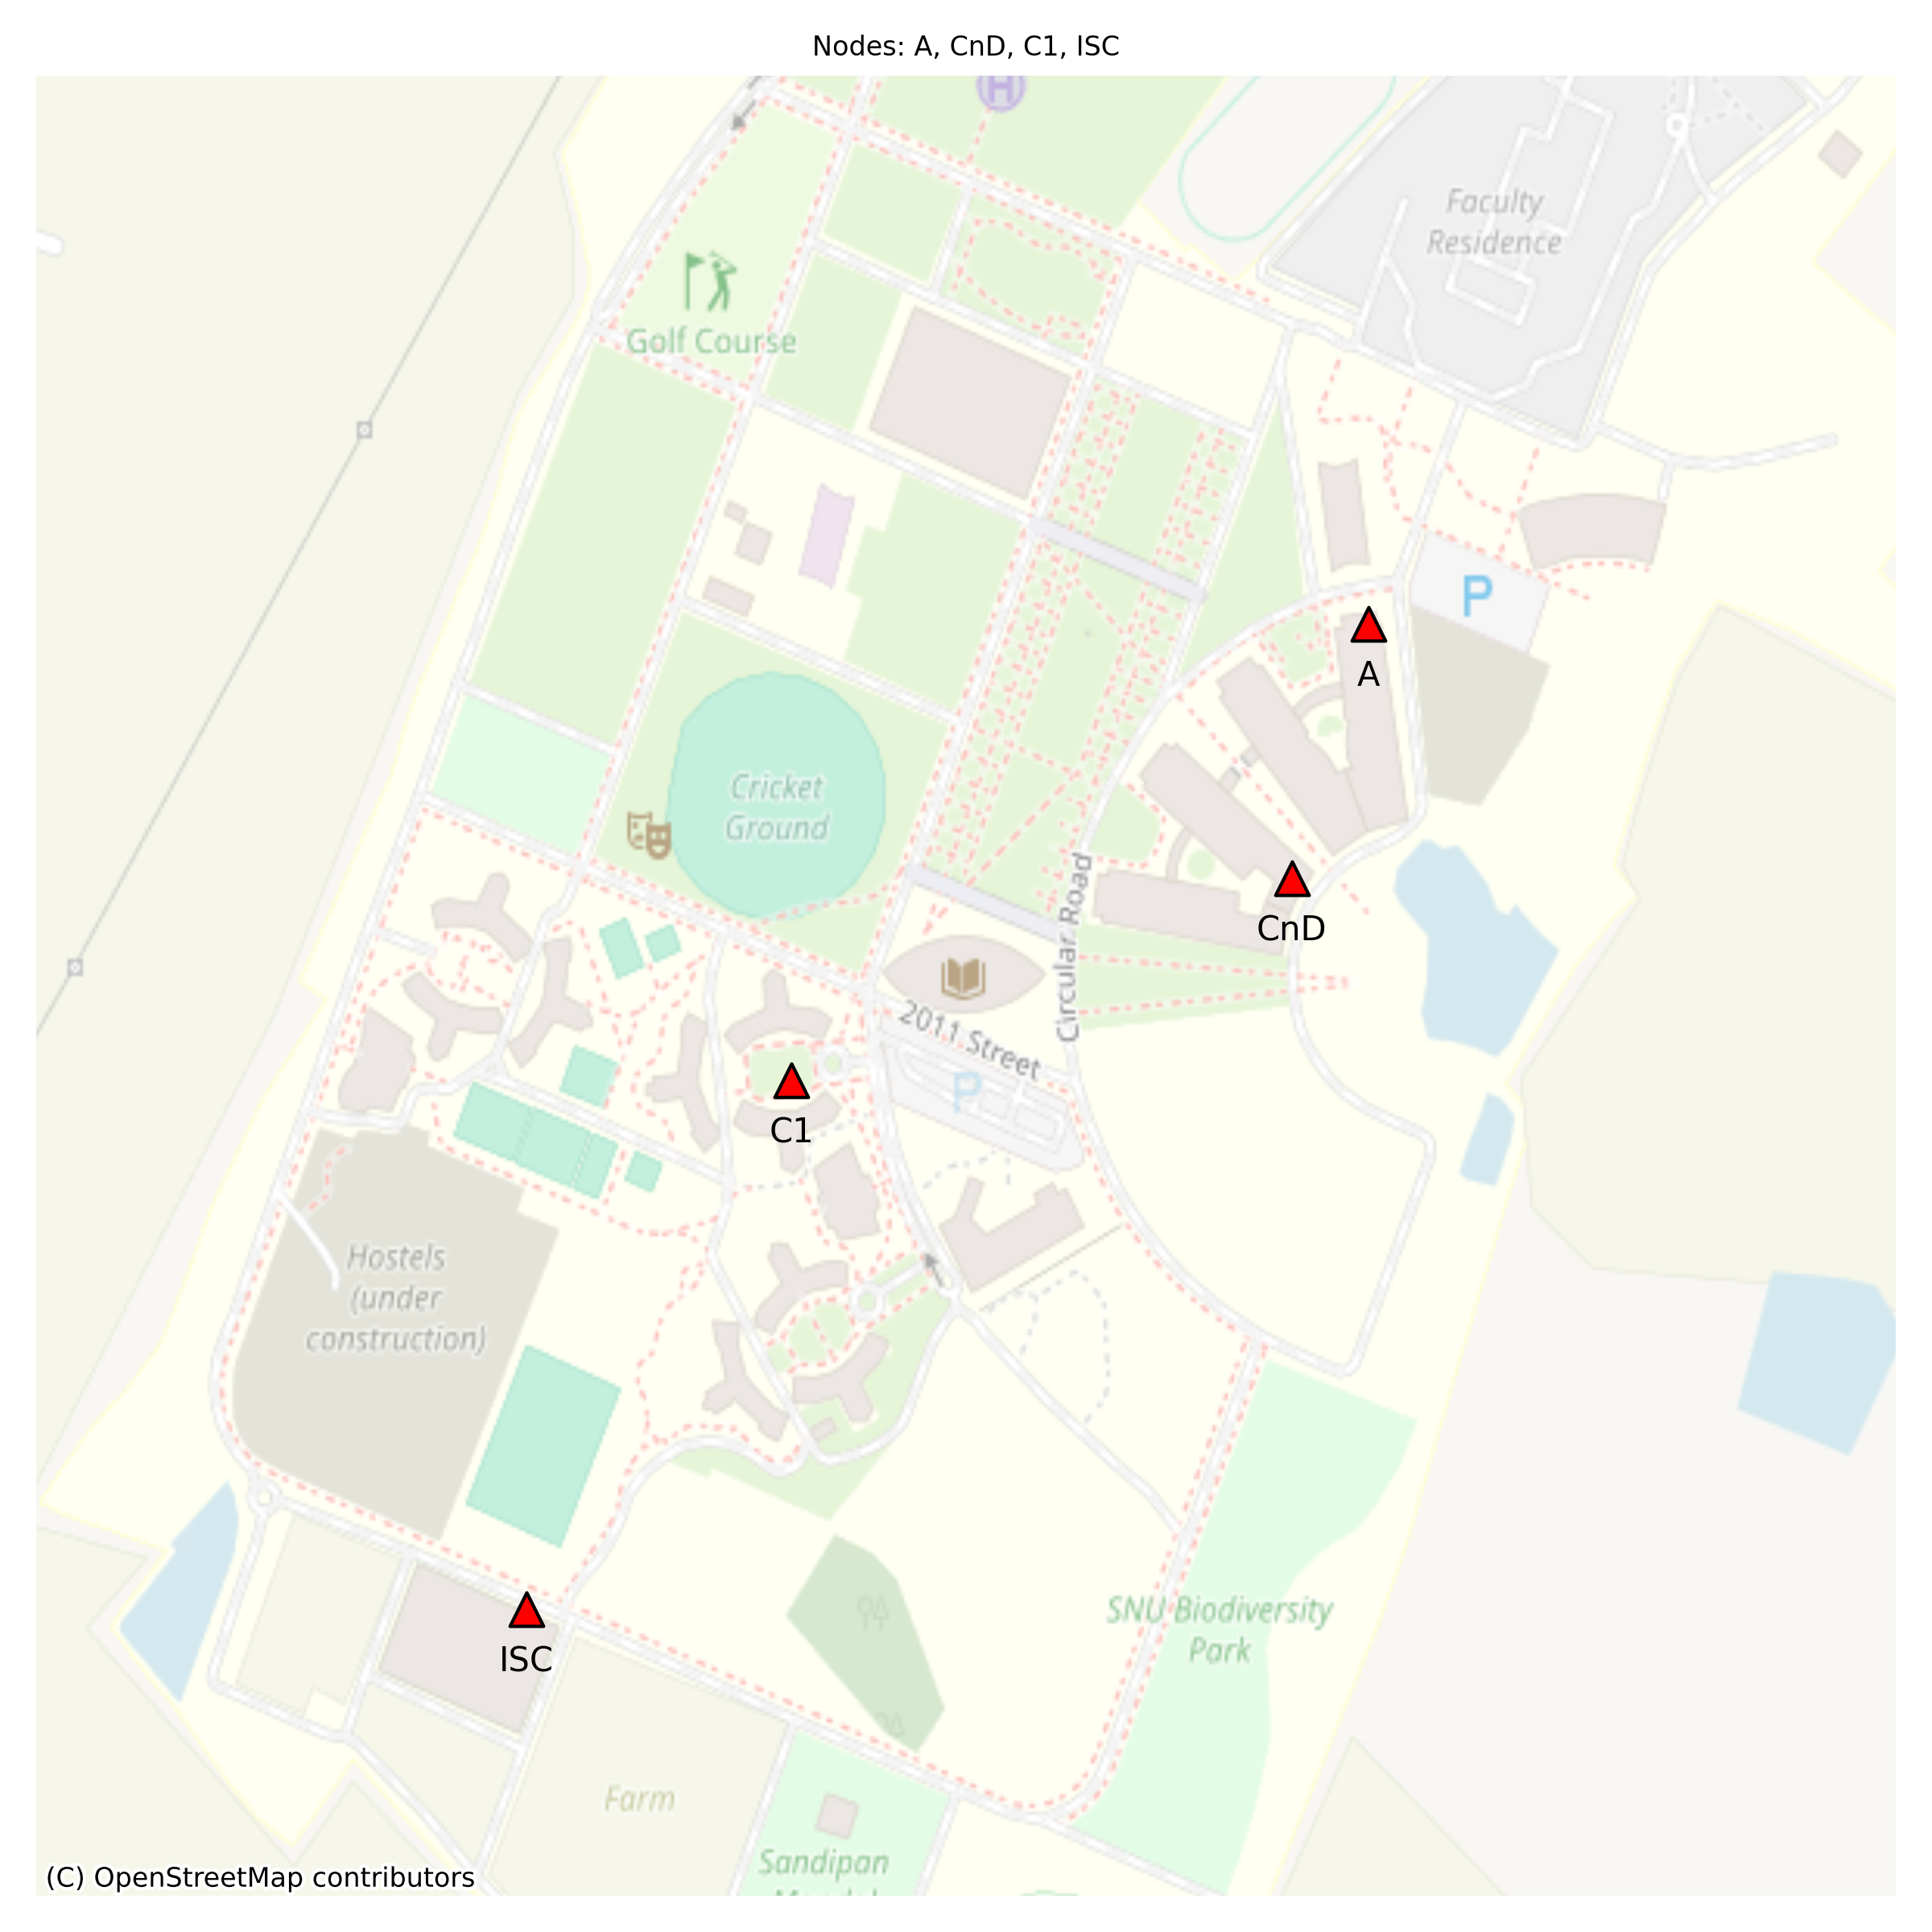 Nodes: A, CnD, C1, ISC
H
Faculty
Residence
Golf Course
P
A
Cricket
Ground
CnD
Circular Road
2011 Street
P
C1
Hostels
(under
construction)
ISC
SNU Biodiversity
Park
Farm
Sandipan
(C) OpenStreetMap contributors